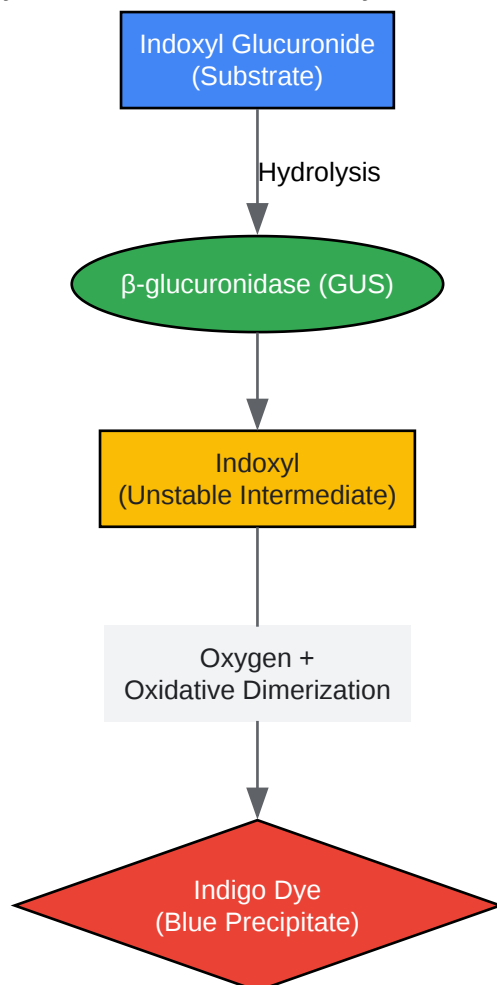 Indoxyl Glucuronide
(Substrate)
Hydrolysis
β-glucuronidase (GUS)
Indoxyl
(Unstable Intermediate)
Oxygen +
Oxidative Dimerization
Indigo Dye
(Blue Precipitate)